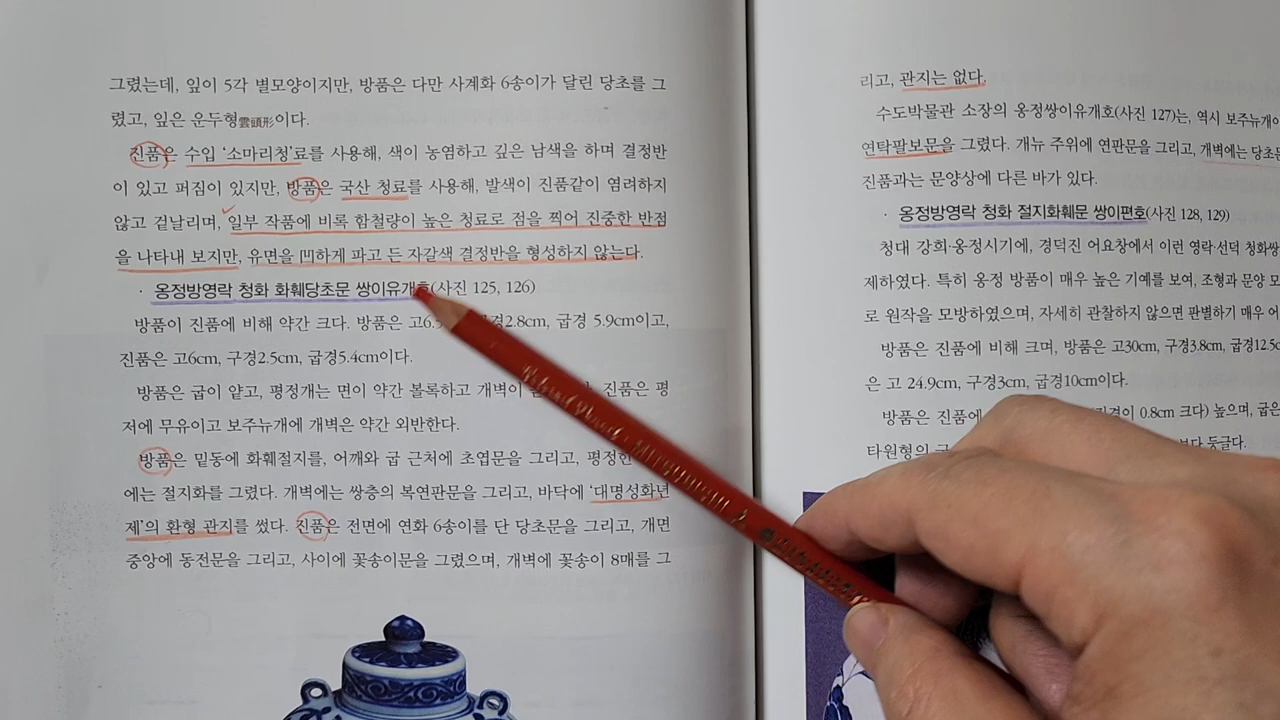 그렸는데, 잎이 5각 별모양이지만, 방품은 다만 사계화 6송이가 달린 당초를 그
렸고, 잎은 운두형雲頭形이다.
진품은 수입 '소마리청'료를 사용해, 색이 농염하고 깊은 남색을 하며 결정반
이 있고 퍼짐이 있지만, 방품은 국산 청료를 사용해, 발색이 진품같이 염려하지
않고 겉날리며, 일부 작품에 비록 함철량이 높은 청료로 점을 찍어 진중한 반점
을 나타내 보지만, 유면을 凹하게 파고 든 자갈색 결정반을 형성하지 않는다.
· 옹정방영락 청화 화훼당초문 쌍이유개호(사진 125, 126)
방품이 진품에 비해 약간 크다. 방품은 구경2.8cm, 굽경 5.9cm이고,
진품은 고6cm, 구경2.5cm, 굽경5.4cm이다.
방품은 굽이 얕고, 평정개는 면이 약간 볼록하고 개벽이 진품은 평
저에 무유이고 보주뉴개에 개벽은 약간 외반한다.
방품은 밑동에 화훼절지를, 어깨와 굽 근처에 초엽문을 그리고, 평정한
에는 절지화를 그렸다. 개벽에는 쌍층의 복연판문을 그리고, 바닥에 '대명성화년
제'의 환형 관지를 썼다. 진품은 전면에 연화 6송이를 단 당초문을 그리고, 개면
중앙에 동전문을 그리고, 사이에 꽃송이문을 그렸으며, 개벽에 꽃송이 8매를 그
리고, 관지는 없다.
수도박물관 소장의 옹정쌍이유개호(사진 127)는, 역시 보주뉴개이
연탁팔보문을 그렸다. 개뉴 주위에 연판문을 그리고, 개벽에는 당초문
진품과는 문양상에 다른 바가 있다.
· 옹정방영락 청화 절지화훼문 쌍이편호(사진 128, 129)
청대 강희·옹정시기에, 경덕진 어요창에서 이런 영락·선덕 청화쌍
제하였다. 특히 옹정 방품이 매우 높은 기예를 보여, 조형과 문양 모
로 원작을 모방하였으며, 자세히 관찰하지 않으면 판별하기 매우 어
방품은 진품에 비해 크며, 방품은 고30cm, 구경3.8cm, 굽경12.5c
은 고 24.9cm, 구경3cm, 굽경10cm이다.
방품은 진품에 0.8cm 크다) 높으며, 굽은
타원형의 둥글다.